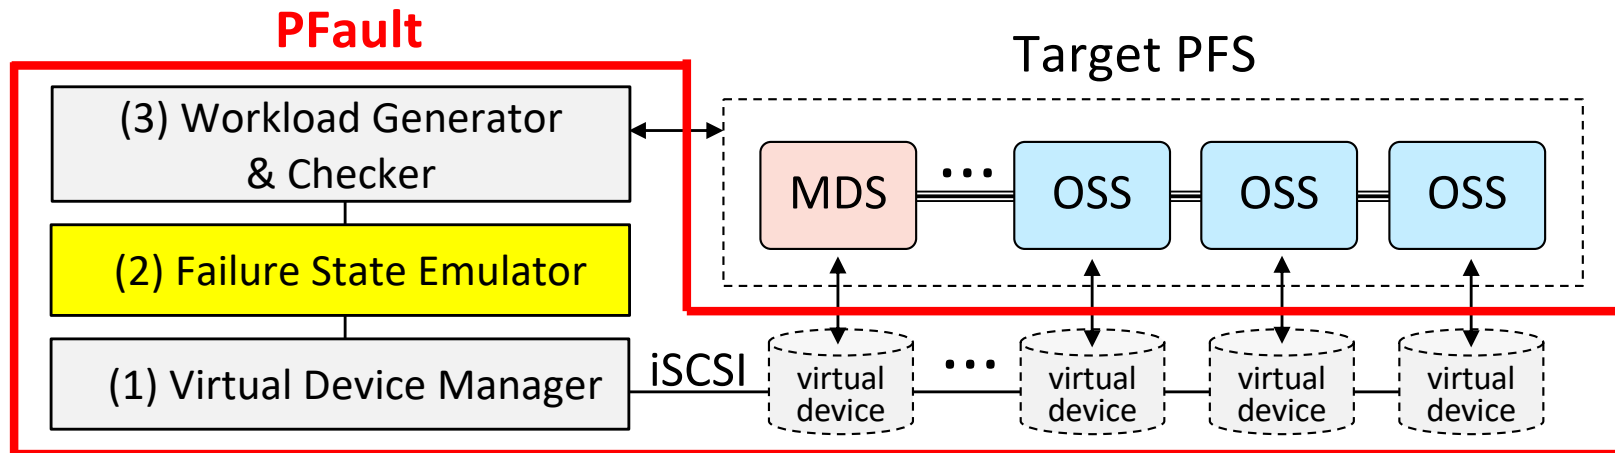 PFault
Target PFS
(3) Workload Generator
& Checker
MDS
...
OSS
OSS
OSS
(2) Failure State Emulator
(1) Virtual Device Manager
iSCSI
virtual
device
...
virtual
device
virtual
device
virtual
device